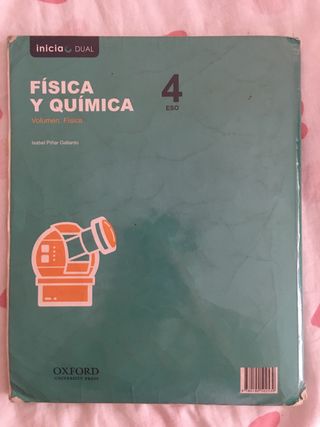 inicia DUAL
FÍSICA
Y QUÍMICA
4
ESO
Volumen: Física
Isabel Piñar Gallardo
OXFORD
UNIVERSITY PRESS